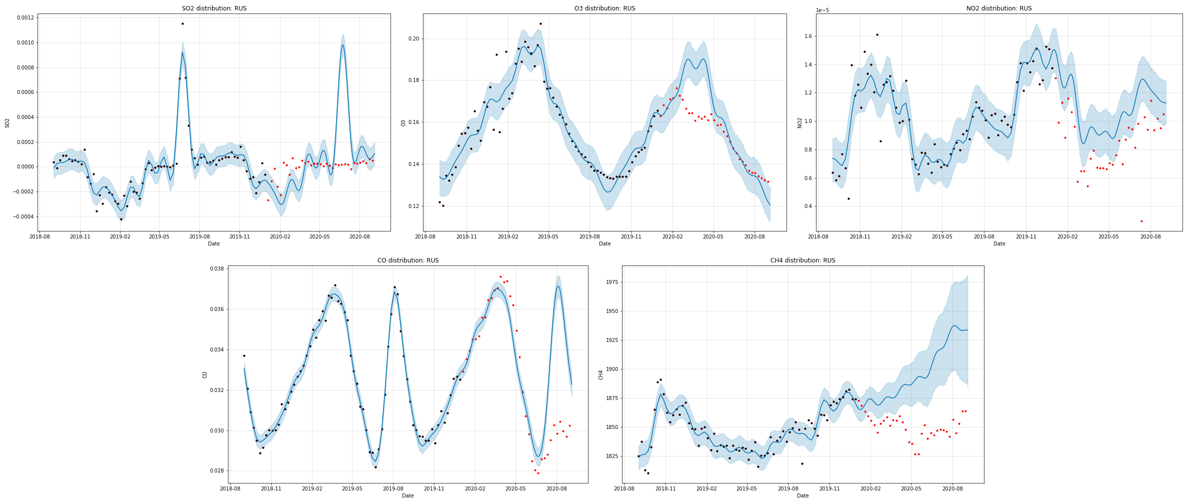 SO2 distribution: RUS
0.0012
0.0010
0.0008
0.0006
0.0004
0.0002
0.0000
−0.0002
−0.0004
SO2
2018-08 2018-11 2019-02 2019-05 2019-08 2019-11 2020-02 2020-05 2020-08
Date
O3 distribution: RUS
0.20
0.18
0.16
0.14
0.12
O3
2018-08 2018-11 2019-02 2019-05 2019-08 2019-11 2020-02 2020-05 2020-08
Date
1e−5
NO2 distribution: RUS
1.6
1.4
1.2
1.0
0.8
0.6
0.4
NO2
2018-08 2018-11 2019-02 2019-05 2019-08 2019-11 2020-02 2020-05 2020-08
Date
CO distribution: RUS
0.038
0.036
0.034
0.032
0.030
0.028
CO
2018-08 2018-11 2019-02 2019-05 2019-08 2019-11 2020-02 2020-05 2020-08
Date
CH4 distribution: RUS
1975
1950
1925
1900
1875
1850
1825
CH4
2018-08 2018-11 2019-02 2019-05 2019-08 2019-11 2020-02 2020-05 2020-08
Date